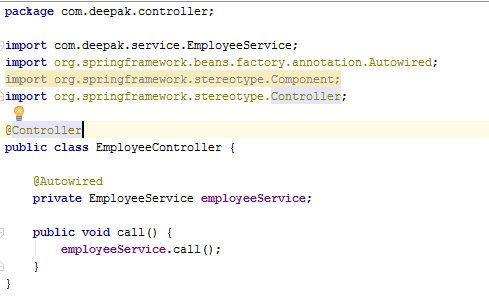 package com.deepak.controller;
import com.deepak.service.EmployeeService;
import org.springframework.beans.factory.annotation.Autowired;
import org.springframework.stereotype.Component;
import org.springframework.stereotype.Controller;
@Controller
public class EmployeeController {
@Autowired
private EmployeeService employeeService;
public void call() {
employeeService.call();
}
}